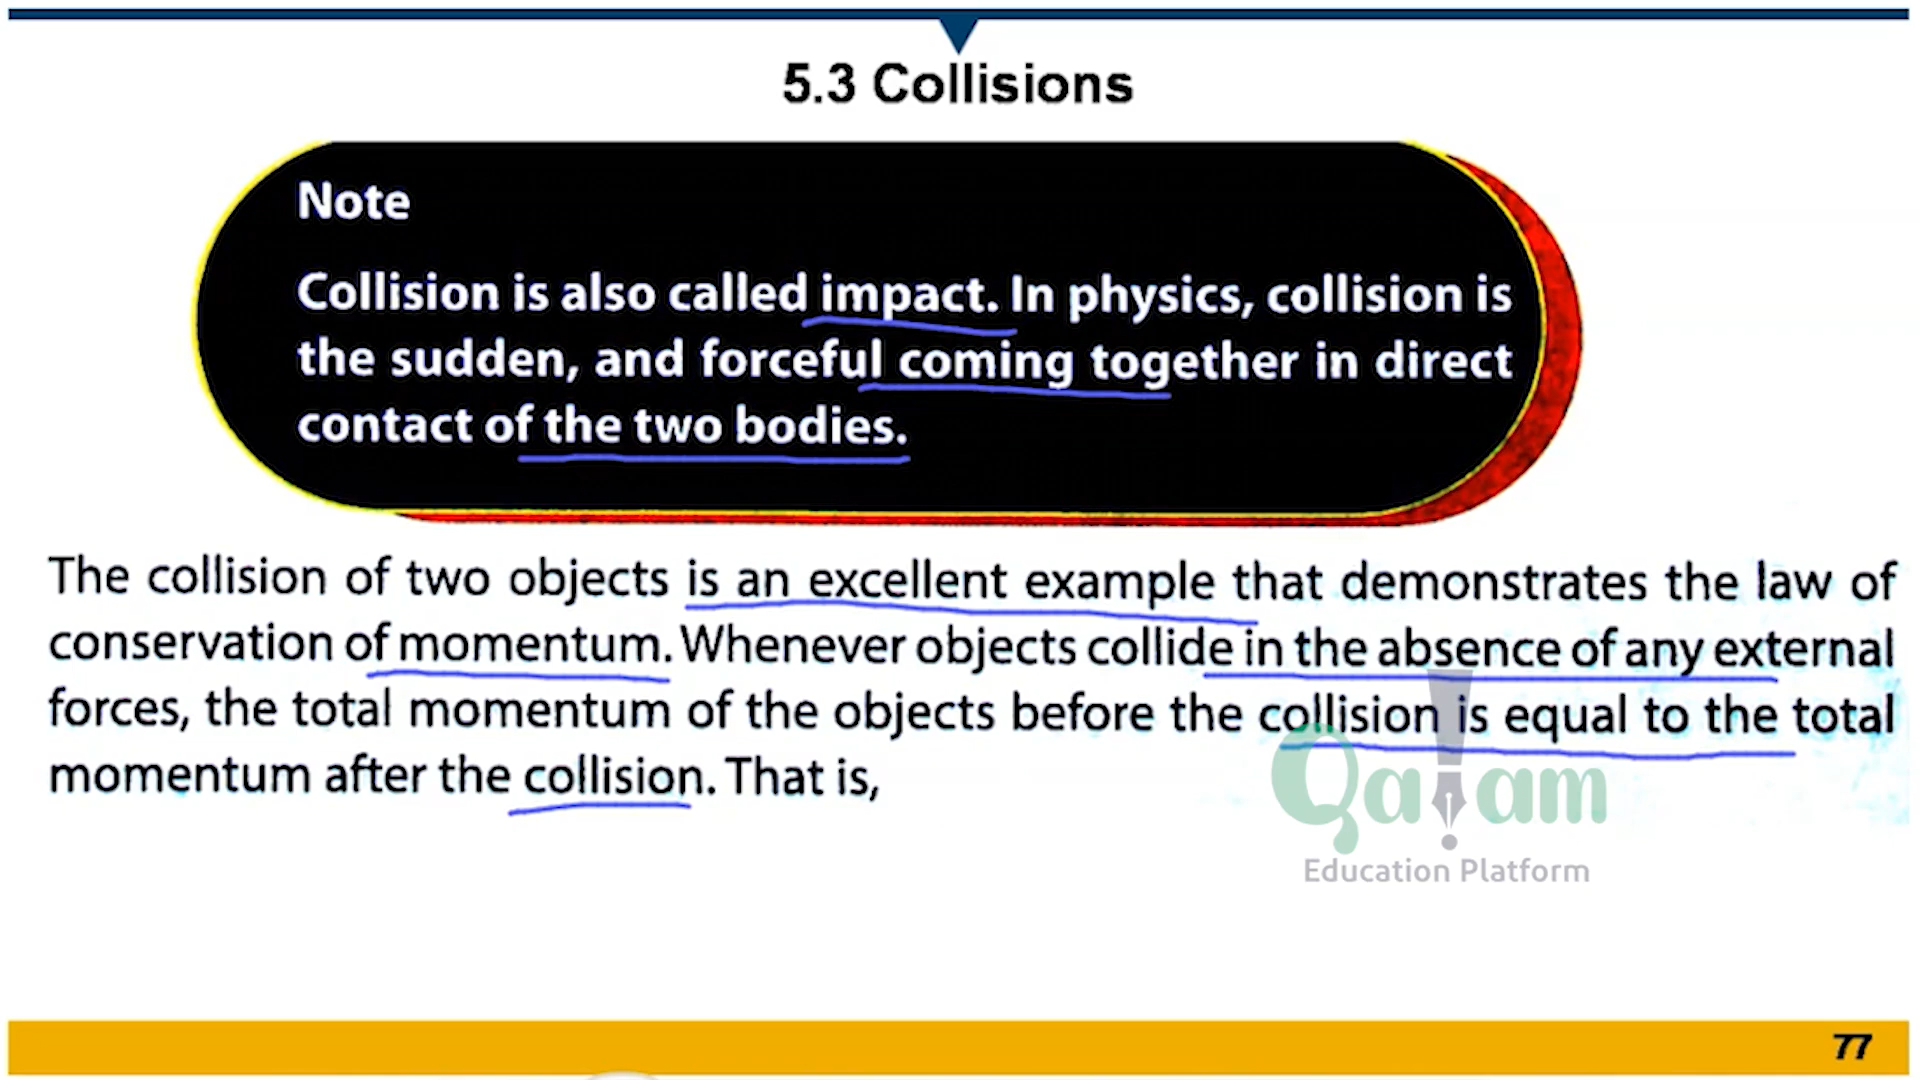 5.3 Collisions
Note
Collision is also called impact. In physics, collision is
the sudden, and forceful coming together in direct
contact of the two bodies.
The collision of two objects is an excellent example that demonstrates the law of
conservation of momentum. Whenever objects collide in the absence of any external
forces, the total momentum of the objects before the collision is equal to the total
momentum after the collision. That is,
Qalam
Education Platform
77